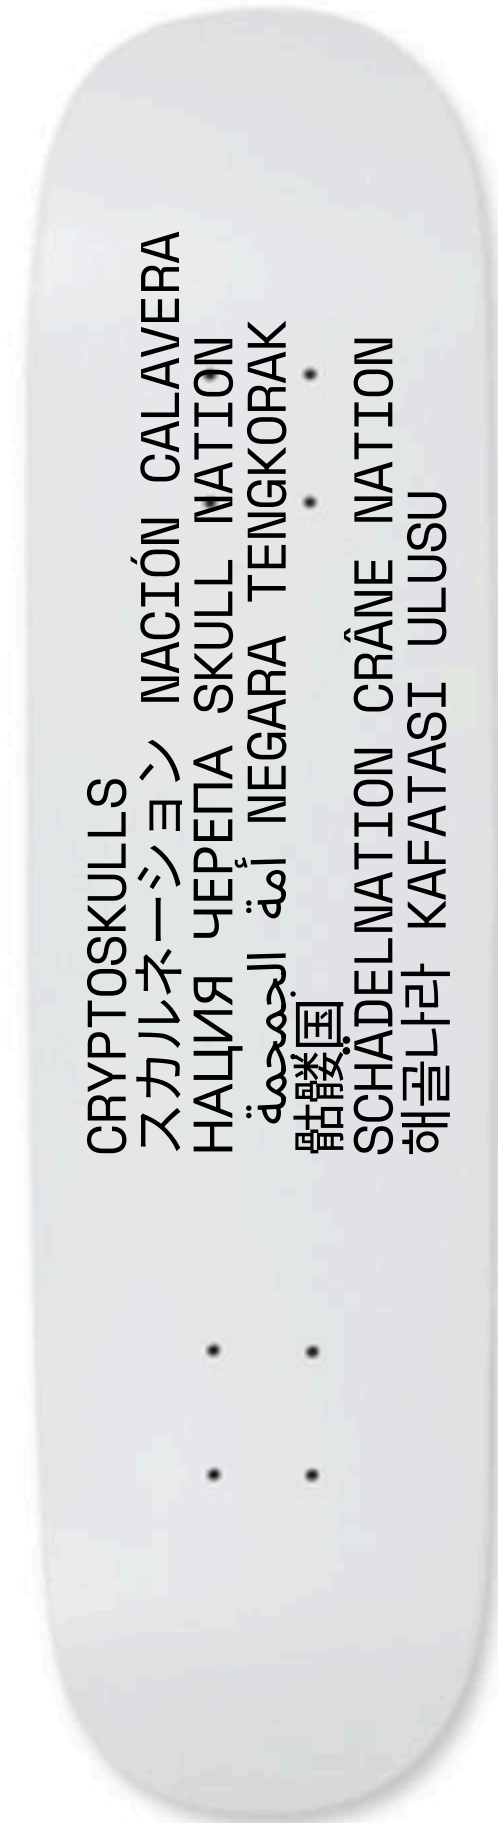 CRYPTOSKULLS
スカルネーション NACIÓN CALAVERA
НАЦИЯ ЧЕРЕПА SKULL NATION
أمة الجمجمة NEGARA TENGKORAK
骷髅国
SCHÄDELNATION CRÂNE NATION
해골나라 KAFATASI ULUSU